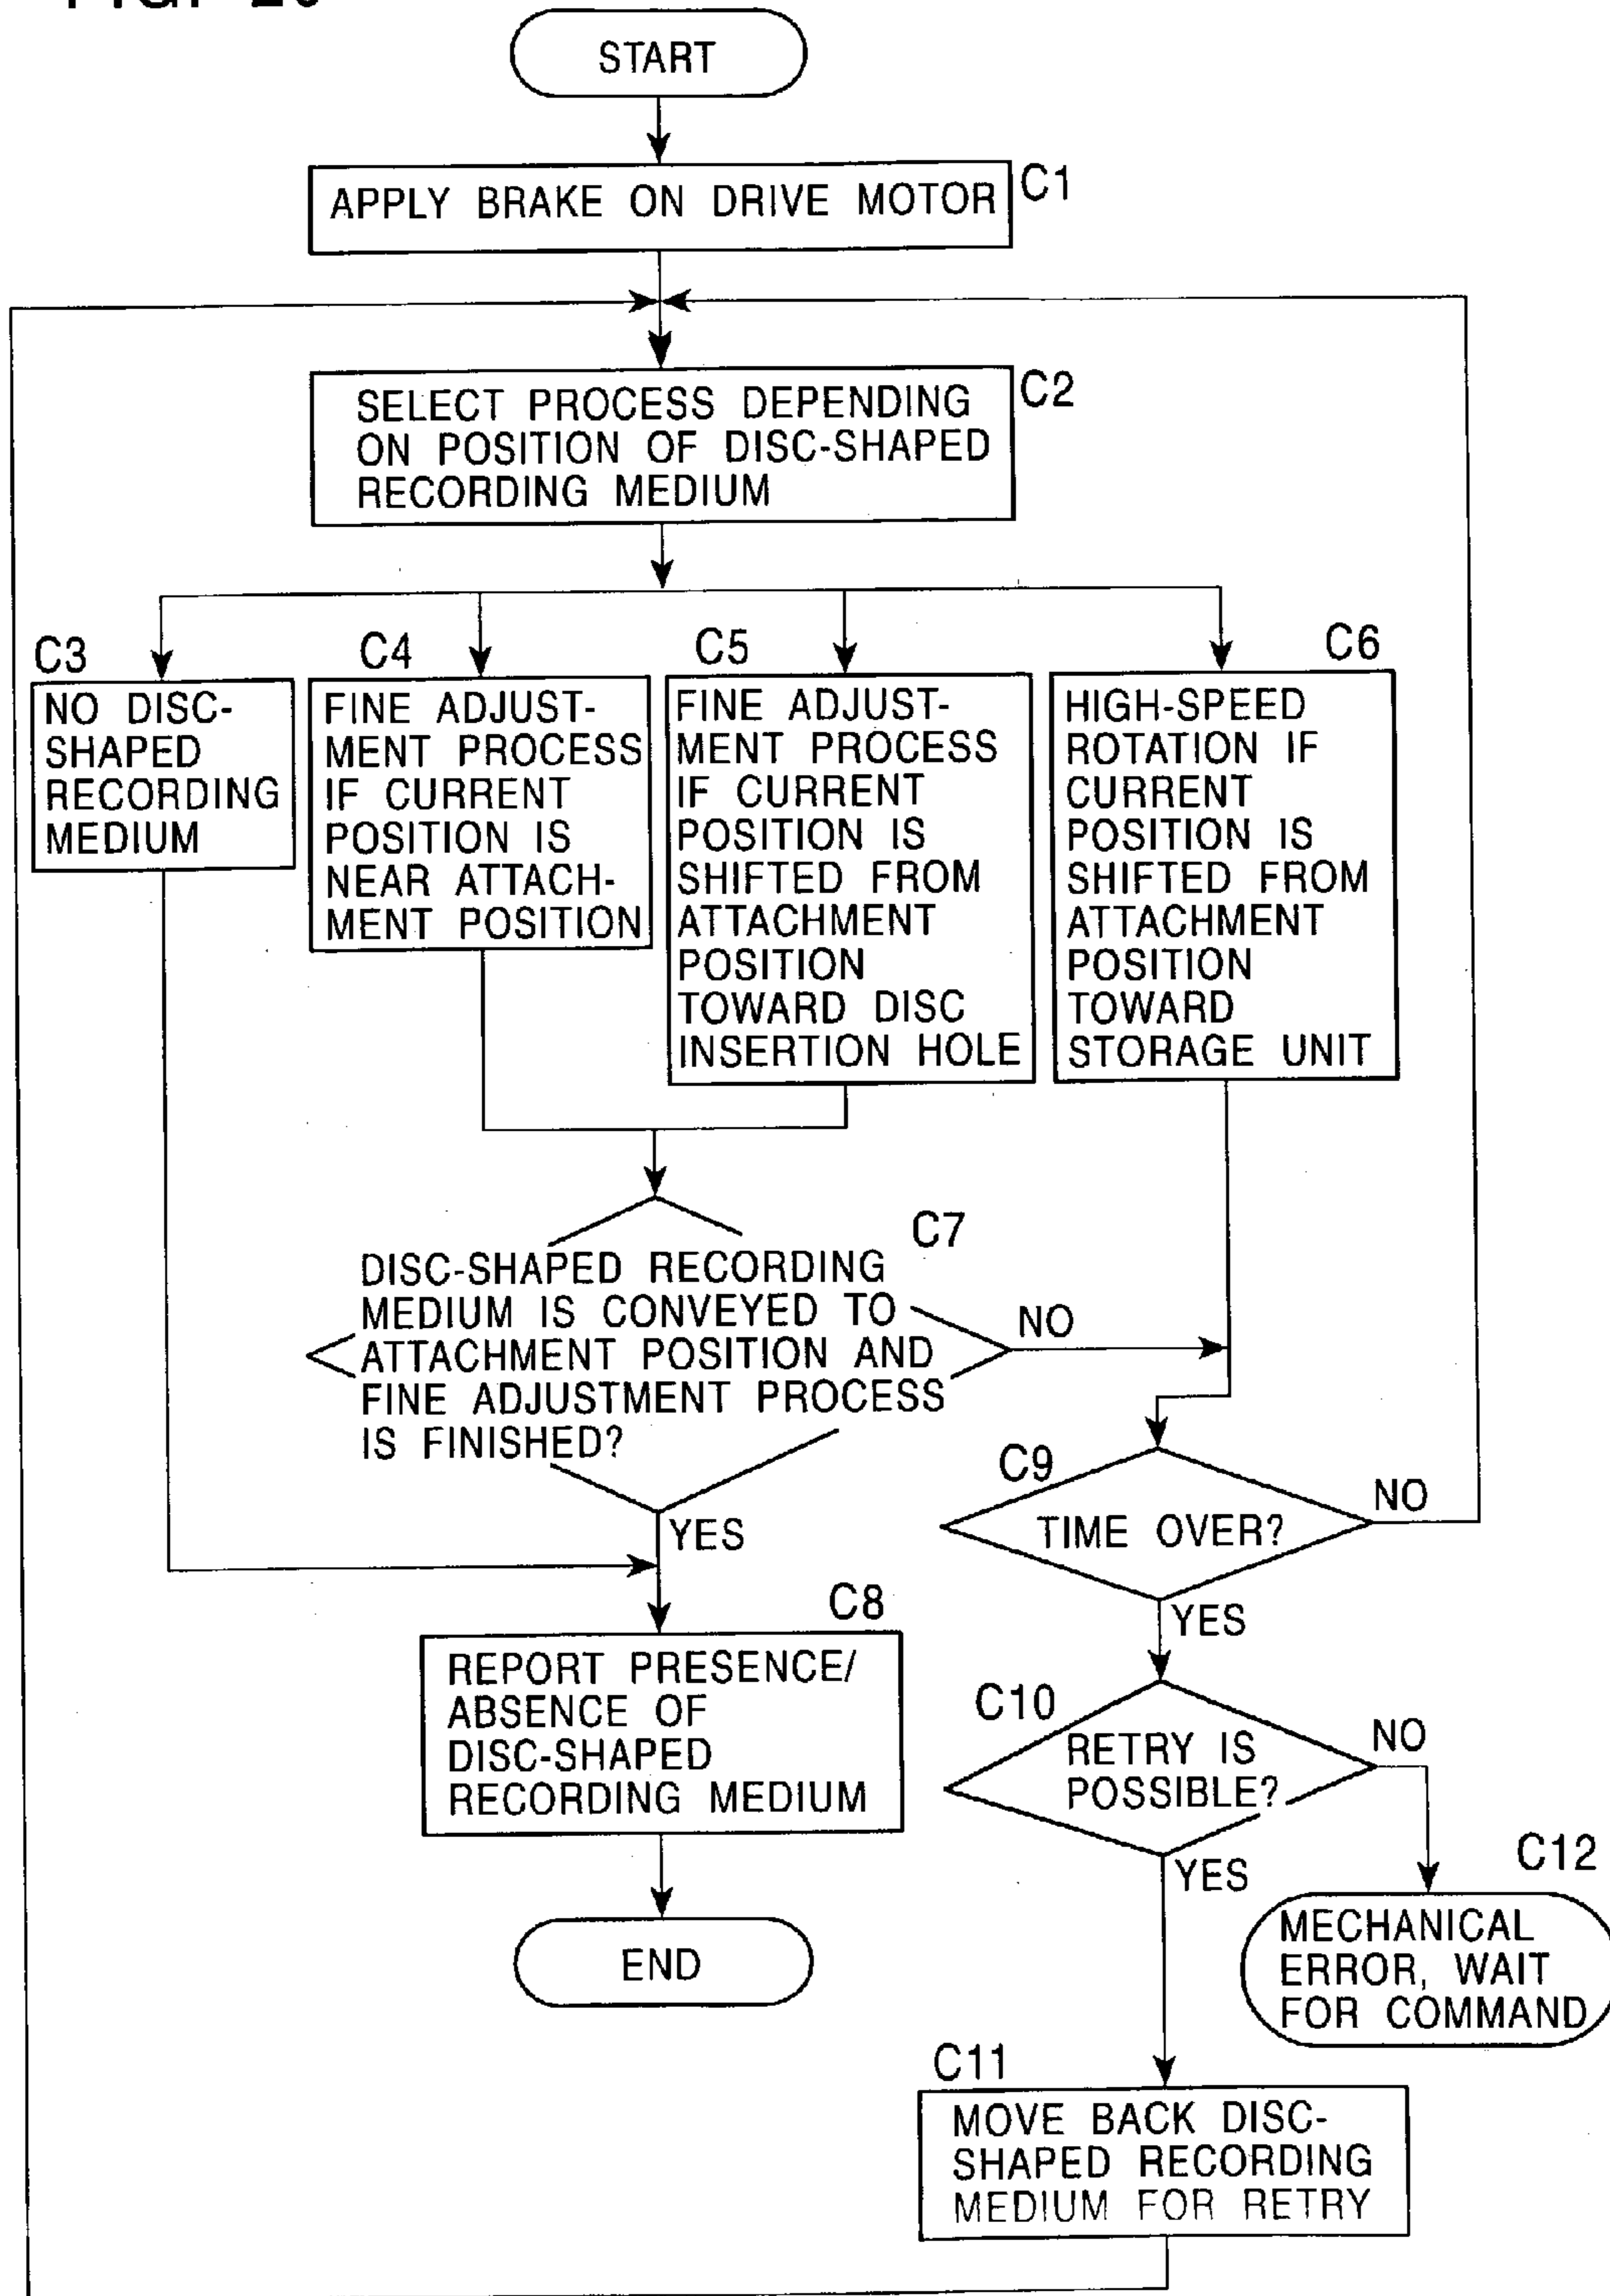 START
APPLY BRAKE ON DRIVE MOTOR
C1
SELECT PROCESS DEPENDING
ON POSITION OF DISC-SHAPED
RECORDING MEDIUM
C2
C3
NO DISC-
SHAPED
RECORDING
MEDIUM
C4
FINE ADJUST-
MENT PROCESS
IF CURRENT
POSITION IS
NEAR ATTACH-
MENT POSITION
C5
FINE ADJUST-
MENT PROCESS
IF CURRENT
POSITION IS
SHIFTED FROM
ATTACHMENT
POSITION
TOWARD DISC
INSERTION HOLE
C6
HIGH-SPEED
ROTATION IF
CURRENT
POSITION IS
SHIFTED FROM
ATTACHMENT
POSITION
TOWARD
STORAGE UNIT
C7
DISC-SHAPED RECORDING
MEDIUM IS CONVEYED TO
ATTACHMENT POSITION AND
FINE ADJUSTMENT PROCESS
IS FINISHED?
NO
YES
C9
TIME OVER?
NO
YES
C8
REPORT PRESENCE/
ABSENCE OF
DISC-SHAPED
RECORDING MEDIUM
END
C10
RETRY IS
POSSIBLE?
NO
YES
C12
MECHANICAL
ERROR, WAIT
FOR COMMAND
C11
MOVE BACK DISC-
SHAPED RECORDING
MEDIUM FOR RETRY